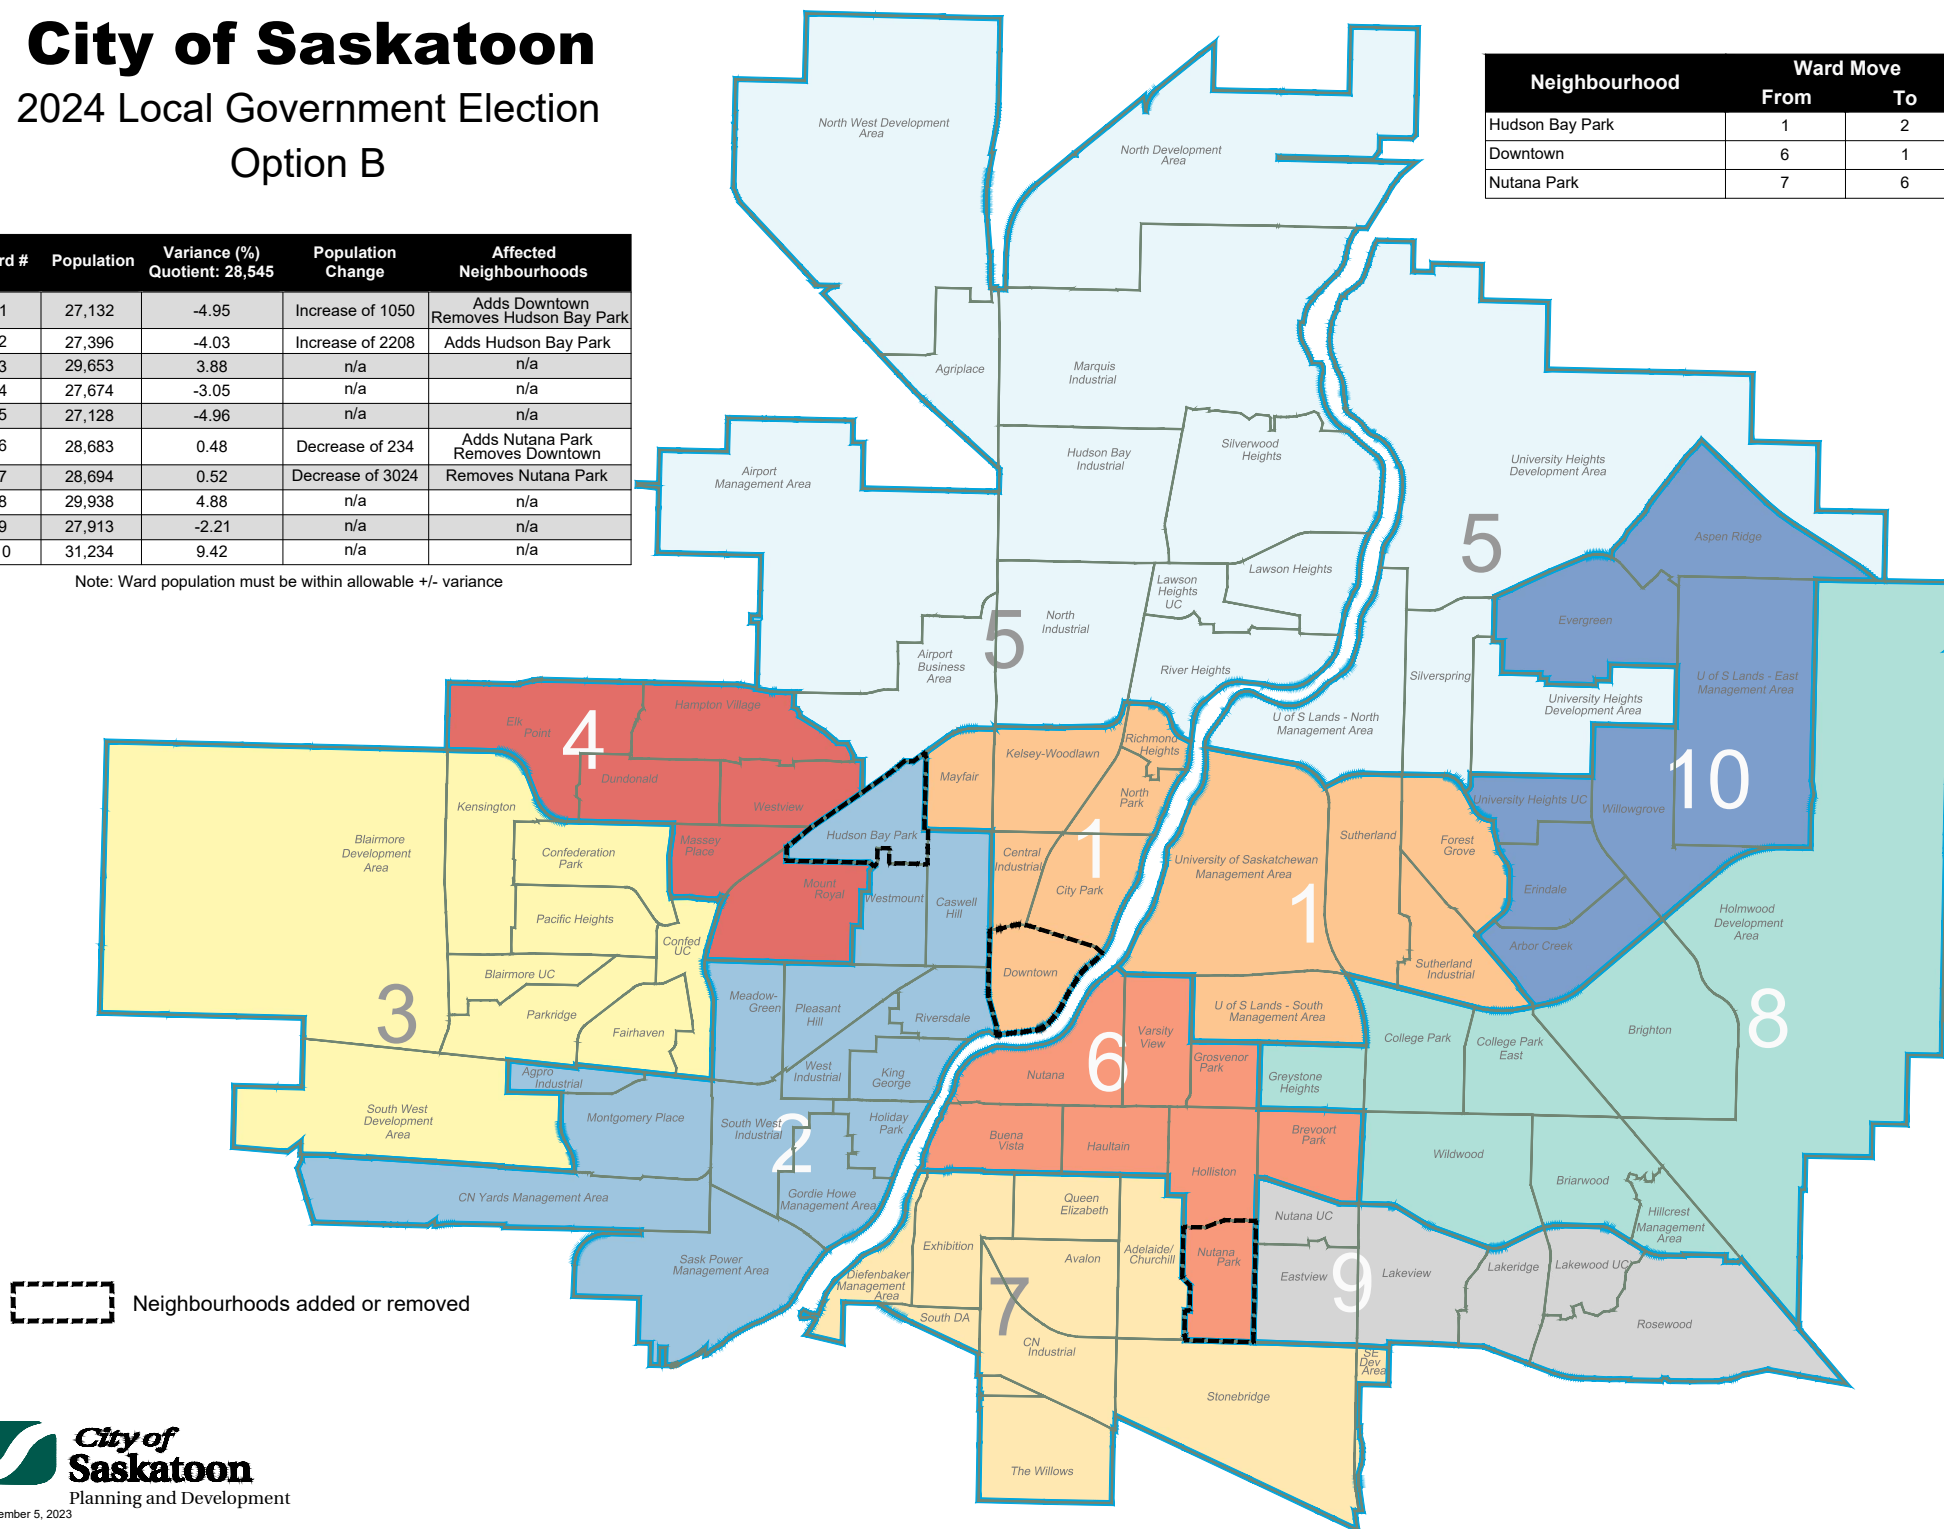 City of Saskatoon
2024 Local Government Election
Option B
Neighbourhood Ward Move
From To
Hudson Bay Park 1 2
Downtown 6 1
Nutana Park 7 6
rd # Population Variance (%) Quotient: 28,545 Population Change Affected Neighbourhoods
1 27,132 -4.95 Increase of 1050 Adds Downtown Removes Hudson Bay Park
2 27,396 -4.03 Increase of 2208 Adds Hudson Bay Park
3 29,653 3.88 n/a n/a
4 27,674 -3.05 n/a n/a
5 27,128 -4.96 n/a n/a
6 28,683 0.48 Decrease of 234 Adds Nutana Park Removes Downtown
7 28,694 0.52 Decrease of 3024 Removes Nutana Park
8 29,938 4.88 n/a n/a
9 27,913 -2.21 n/a n/a
0 31,234 9.42 n/a n/a
Note: Ward population must be within allowable +/- variance
North West Development
Area
North Development
Area
Agriplace
Marquis
Industrial
Silverwood
Heights
Hudson Bay
Industrial
Airport
Management Area
University Heights
Development Area
5
Aspen Ridge
Lawson Heights
Lawson
Heights
UC
North
Industrial
5
Airport
Business
Area
River Heights
Evergreen
Silverspring
U of S Lands - East
Management Area
University Heights
Development Area
U of S Lands - North
Management Area
Elk
Point
Hampton Village
4
Dundonald
Westview
Massey
Place
Mount
Royal
Kensington
Blairmore
Development
Area
Confederation
Park
Pacific Heights
Confed
UC
Blairmore UC
Parkridge
Fairhaven
3
South West
Development
Area
Mayfair
Kelsey-Woodlawn
Richmond
Heights
North
Park
Hudson Bay Park
Central
Industrial
1
City Park
Westmount
Caswell
Hill
Downtown
University of Saskatchewan
Management Area
1
Sutherland
Forest
Grove
Sutherland
Industrial
U of S Lands - South
Management Area
University Heights UC
Willowgrove
10
Erindale
Arbor Creek
Holmwood
Development
Area
8
Brighton
College Park
College Park
East
Greystone
Heights
Wildwood
Briarwood
Hillcrest
Management
Area
Meadow-
Green
Pleasant
Hill
Riversdale
West
Industrial
King
George
Agpro
Industrial
Montgomery Place
South West
Industrial
2
Holiday
Park
CN Yards Management Area
Gordie Howe
Management Area
Sask Power
Management Area
Nutana
6
Varsity
View
Grosvenor
Park
Buena
Vista
Haultain
Holliston
Brevoort
Park
Nutana
Park
Queen
Elizabeth
Exhibition
Avalon
Adelaide/
Churchill
Diefenbaker
Management
Area
South DA
7
CN
Industrial
Stonebridge
SE
Dev
Area
The Willows
Nutana UC
Eastview
9
Lakeview
Lakeridge
Lakewood UC
Rosewood
Neighbourhoods added or removed
City of
Saskatoon
Planning and Development
ember 5, 2023